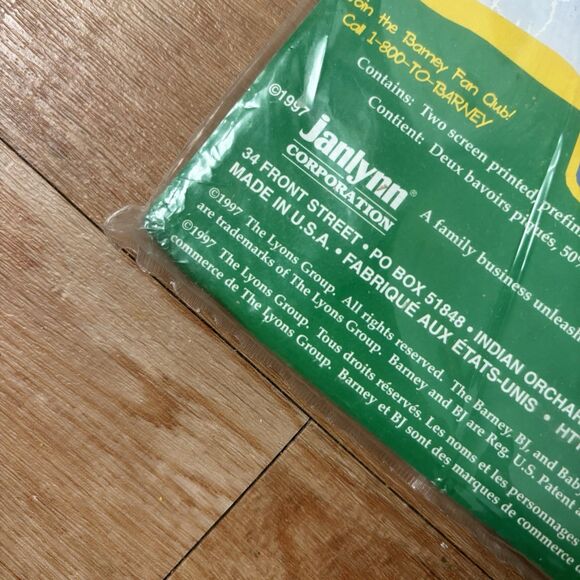 Join the Barney Fan Club!
Call 1-800-TO-BARNEY
Contains: Two screen printed, prefin
Contient: Deux bavoirs piqués, 50%
©1997
Janlynn®
CORPORATION
A family business unleash
34 FRONT STREET • PO BOX 51848 • INDIAN ORCHA
MADE IN U.S.A. • FABRIQUÉ AUX ÉTATS-UNIS • HT
©1997 The Lyons Group. All rights reserved. The Barney, BJ, and Bab
are trademarks of The Lyons Group. Barney and BJ are Reg. U.S. Patent a
©1997 The Lyons Group. Tous droits réservés. Les noms et les personnages
commerce de The Lyons Group. Barney et BJ sont des marques de commerce d